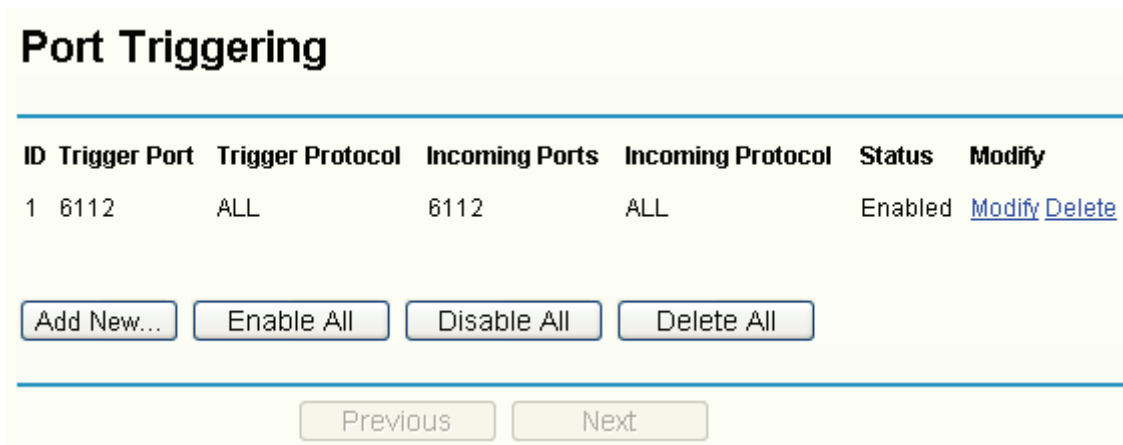 Port Triggering
ID Trigger Port Trigger Protocol Incoming Ports Incoming Protocol Status Modify
1 6112 ALL 6112 ALL Enabled Modify Delete
Add New... Enable All Disable All Delete All
Previous Next